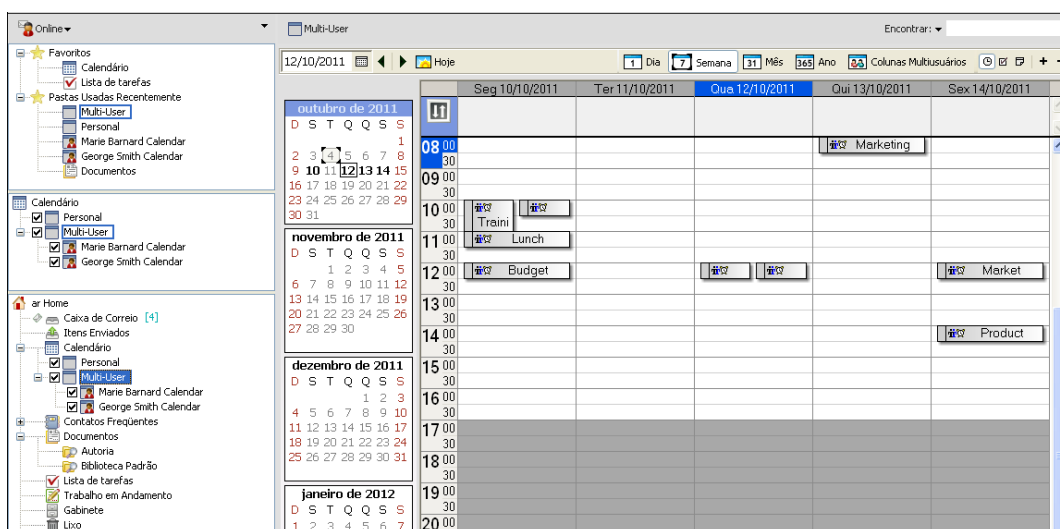 Online
Multi-User
Encontrar:
Favoritos
Calendário
Lista de tarefas
Pastas Usadas Recentemente
Multi-User
Personal
Marie Barnard Calendar
George Smith Calendar
Documentos
Calendário
Personal
Multi-User
Marie Barnard Calendar
George Smith Calendar
ar Home
Caixa de Correio [4]
Itens Enviados
Calendário
Personal
Multi-User
Marie Barnard Calendar
George Smith Calendar
Contatos Freqüentes
Documentos
Autoria
Biblioteca Padrão
Lista de tarefas
Trabalho em Andamento
Gabinete
Lixo
12/10/2011 Hoje 1 Dia 7 Semana 31 Mês 365 Ano Colunas Multiusuários
outubro de 2011
D S T Q Q S S
1
2 3 4 5 6 7 8
9 10 11 12 13 14 15
16 17 18 19 20 21 22
23 24 25 26 27 28 29
30 31
novembro de 2011
D S T Q Q S S
1 2 3 4 5
6 7 8 9 10 11 12
13 14 15 16 17 18 19
20 21 22 23 24 25 26
27 28 29 30
dezembro de 2011
D S T Q Q S S
1 2 3
4 5 6 7 8 9 10
11 12 13 14 15 16 17
18 19 20 21 22 23 24
25 26 27 28 29 30 31
janeiro de 2012
D S T Q Q S S
1 2 3 4 5 6 7
Seg 10/10/2011 Ter 11/10/2011 Qua 12/10/2011 Qui 13/10/2011 Sex 14/10/2011
08 00 Marketing
30
09 00
30
10 00
30 Traini
11 00 Lunch
30
12 00 Budget Market
30
13 00
30
14 00 Product
30
15 00
30
16 00
30
17 00
30
18 00
30
19 00
30
20 00